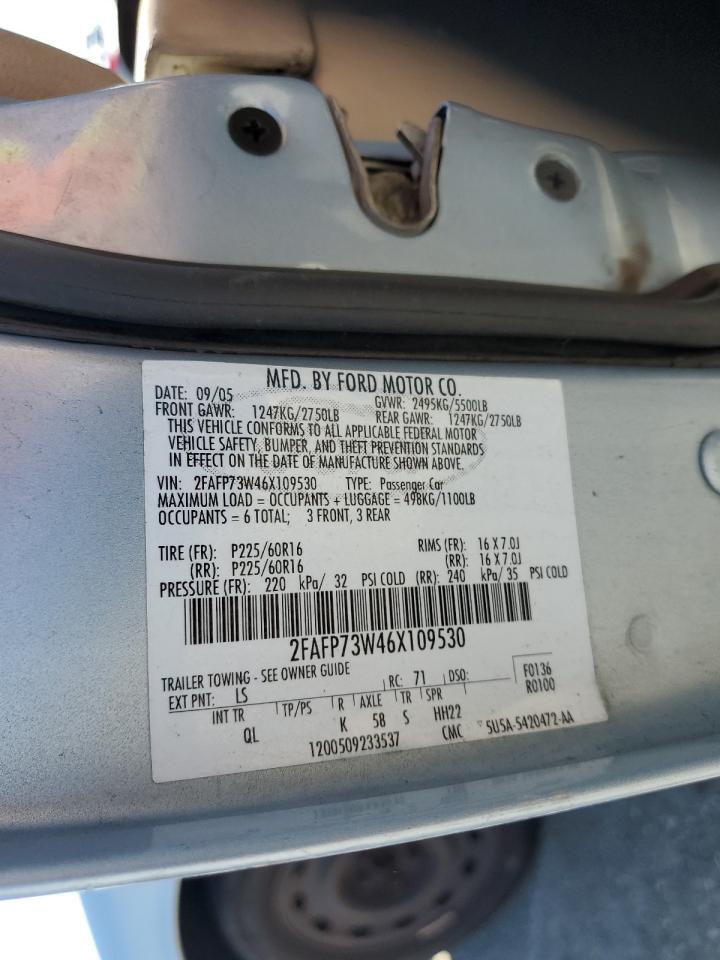 MFD. BY FORD MOTOR CO.
DATE: 09/05 GVWR: 2495KG/5500LB
FRONT GAWR: 1247KG/2750LB REAR GAWR: 1247KG/2750LB
THIS VEHICLE CONFORMS TO ALL APPLICABLE FEDERAL MOTOR
VEHICLE SAFETY, BUMPER, AND THEFT PREVENTION STANDARDS
IN EFFECT ON THE DATE OF MANUFACTURE SHOWN ABOVE.
VIN: 2FAFP73W46X109530 TYPE: Passenger Car
MAXIMUM LOAD = OCCUPANTS + LUGGAGE = 498KG/1100LB
OCCUPANTS = 6 TOTAL; 3 FRONT, 3 REAR
TIRE (FR): P225/60R16 RIMS (FR): 16 X 7.0J
(RR): P225/60R16 (RR): 16 X 7.0J
PRESSURE (FR): 220 kPa/ 32 PSI COLD (RR): 240 kPa/ 35 PSI COLD
2FAFP73W46X109530
TRAILER TOWING - SEE OWNER GUIDE
EXT PNT: LS RC: 71 DSO: F0136
R0100
INT TR TP/PS R AXLE TR SPR
QL K 58 S HH22
1200509233537 CMC 5U5A-5420472-AA